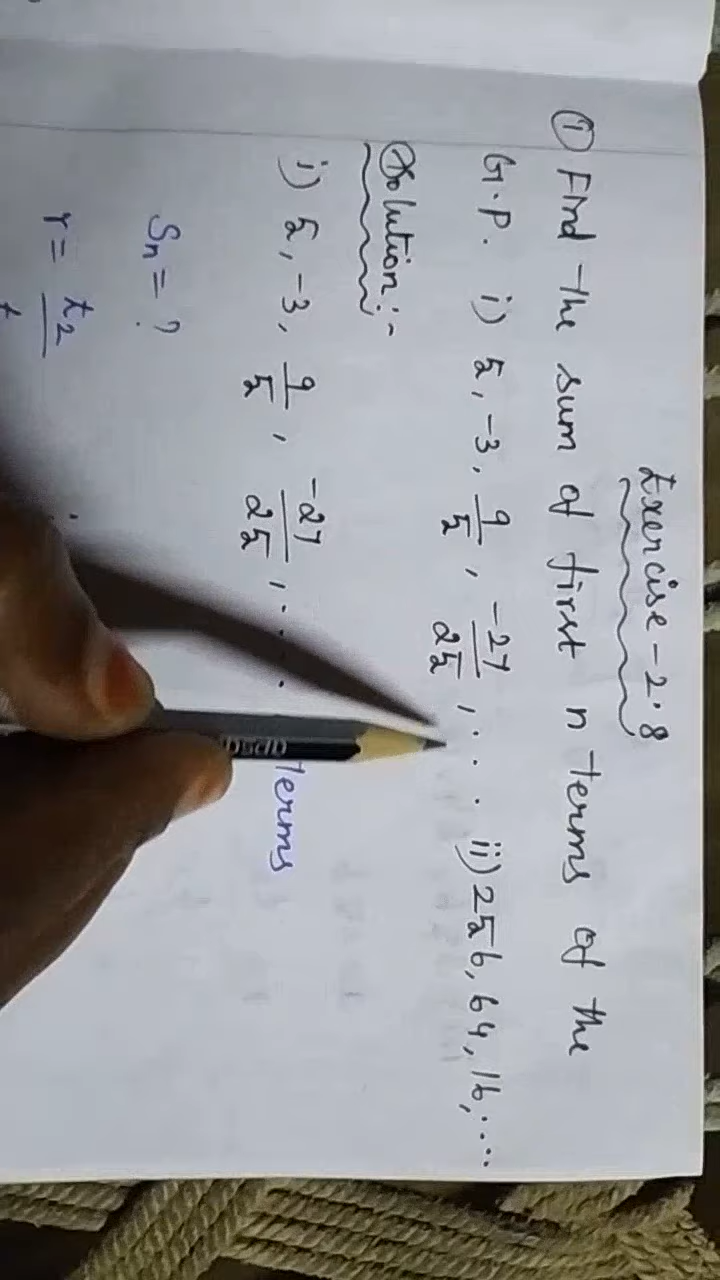 Exercise - 2.8
① Find the sum of first n terms of the
G.P. i) 5, -3, 9/5, -27/25, ... ii) 256, 64, 16, ....
Solution :-
i) 5, -3, 9/5, -27/25, .... terms
Sn = ?
r = t2
apsara